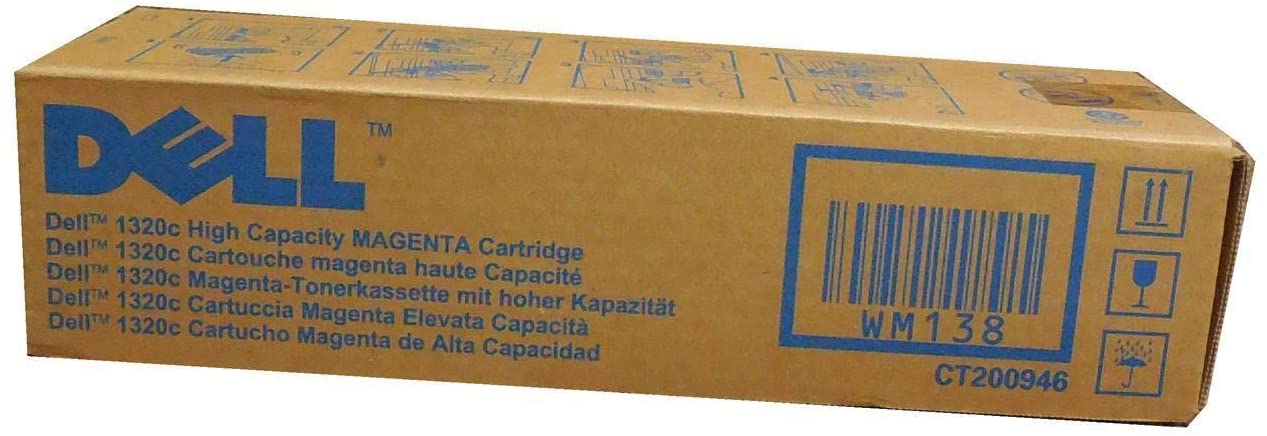 DELL™
Dell™ 1320c High Capacity MAGENTA Cartridge
Dell™ 1320c Cartouche magenta haute Capacité
Dell™ 1320c Magenta-Tonerkassette mit hoher Kapazität
Dell™ 1320c Cartuccia Magenta Elevata Capacità
Dell™ 1320c Cartucho Magenta de Alta Capacidad
WM138
CT200946